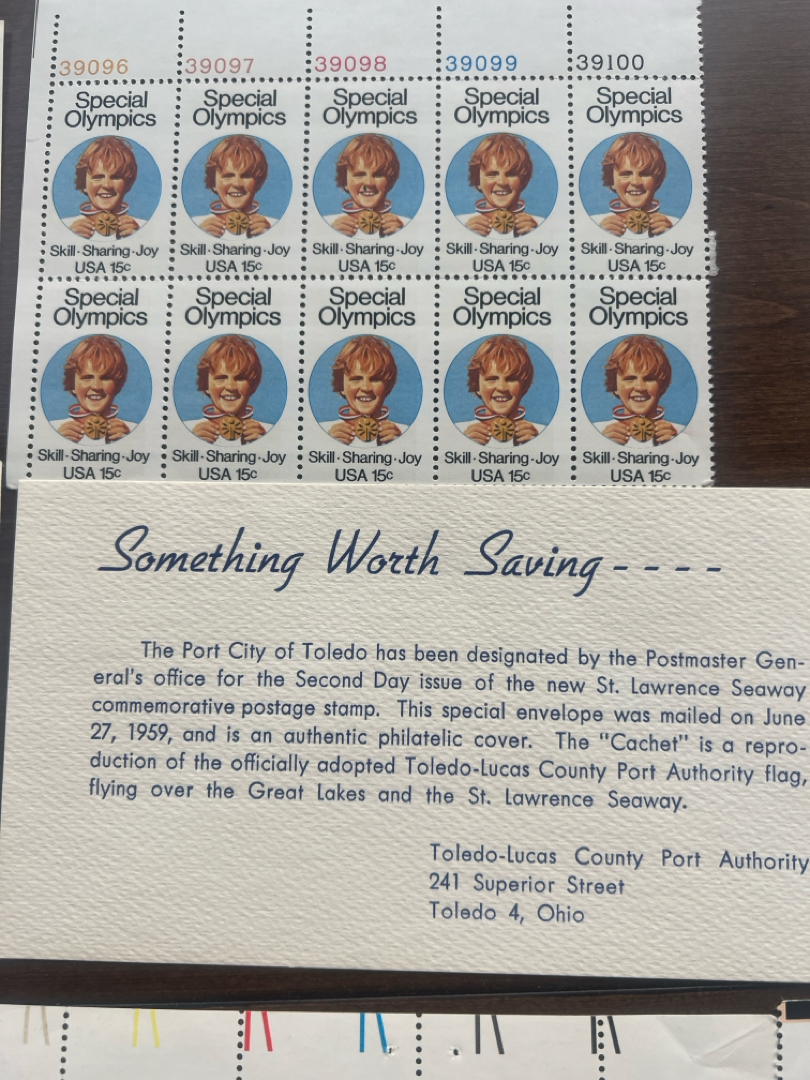 39096 39097 39098 39099 39100
Special Special Special Special Special
Olympics Olympics Olympics Olympics Olympics
Skill·Sharing·Joy Skill·Sharing·Joy Skill·Sharing·Joy Skill·Sharing·Joy Skill·Sharing·Joy
USA 15c USA 15c USA 15c USA 15c USA 15c
Special Special Special Special Special
Olympics Olympics Olympics Olympics Olympics
Skill·Sharing·Joy Skill·Sharing·Joy Skill·Sharing·Joy Skill·Sharing·Joy Skill·Sharing·Joy
USA 15c USA 15c USA 15c USA 15c USA 15c
Something Worth Saving - - - -
The Port City of Toledo has been designated by the Postmaster Gen-
eral's office for the Second Day issue of the new St. Lawrence Seaway
commemorative postage stamp. This special envelope was mailed on June
27, 1959, and is an authentic philatelic cover. The "Cachet" is a repro-
duction of the officially adopted Toledo-Lucas County Port Authority flag,
flying over the Great Lakes and the St. Lawrence Seaway.
Toledo-Lucas County Port Authority
241 Superior Street
Toledo 4, Ohio